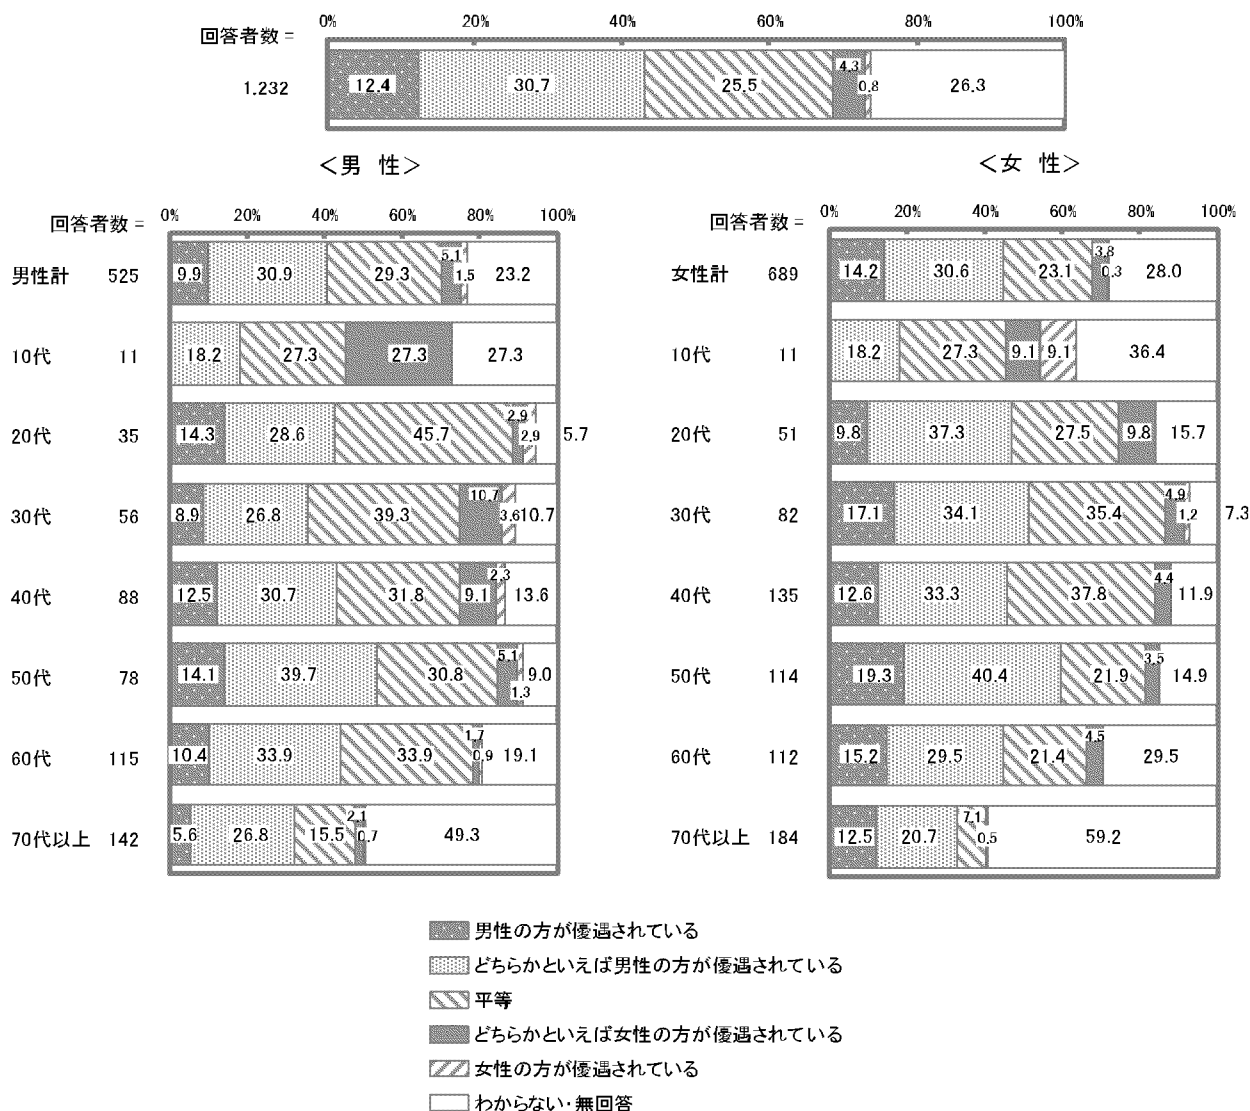 0% 20% 40% 60% 80% 100%
回答者数 =
1.232 12.4 30.7 25.5 4.3 0.8 26.3
＜男 性＞
回答者数 = 0% 20% 40% 60% 80% 100%
男性計 525 9.9 30.9 29.3 5.1 1.5 23.2
10代 11 18.2 27.3 27.3 27.3
20代 35 14.3 28.6 45.7 2.9 2.9 5.7
30代 56 8.9 26.8 39.3 10.7 3.6 10.7
40代 88 12.5 30.7 31.8 9.1 2.3 13.6
50代 78 14.1 39.7 30.8 5.1 1.3 9.0
60代 115 10.4 33.9 33.9 1.7 0.9 19.1
70代以上 142 5.6 26.8 15.5 2.1 0.7 49.3
＜女 性＞
回答者数 = 0% 20% 40% 60% 80% 100%
女性計 689 14.2 30.6 23.1 3.8 0.3 28.0
10代 11 18.2 27.3 9.1 9.1 36.4
20代 51 9.8 37.3 27.5 9.8 15.7
30代 82 17.1 34.1 35.4 4.9 1.2 7.3
40代 135 12.6 33.3 37.8 4.4 11.9
50代 114 19.3 40.4 21.9 3.5 14.9
60代 112 15.2 29.5 21.4 4.5 29.5
70代以上 184 12.5 20.7 7.1 0.5 59.2
男性の方が優遇されている
どちらかといえば男性の方が優遇されている
平等
どちらかといえば女性の方が優遇されている
女性の方が優遇されている
わからない・無回答